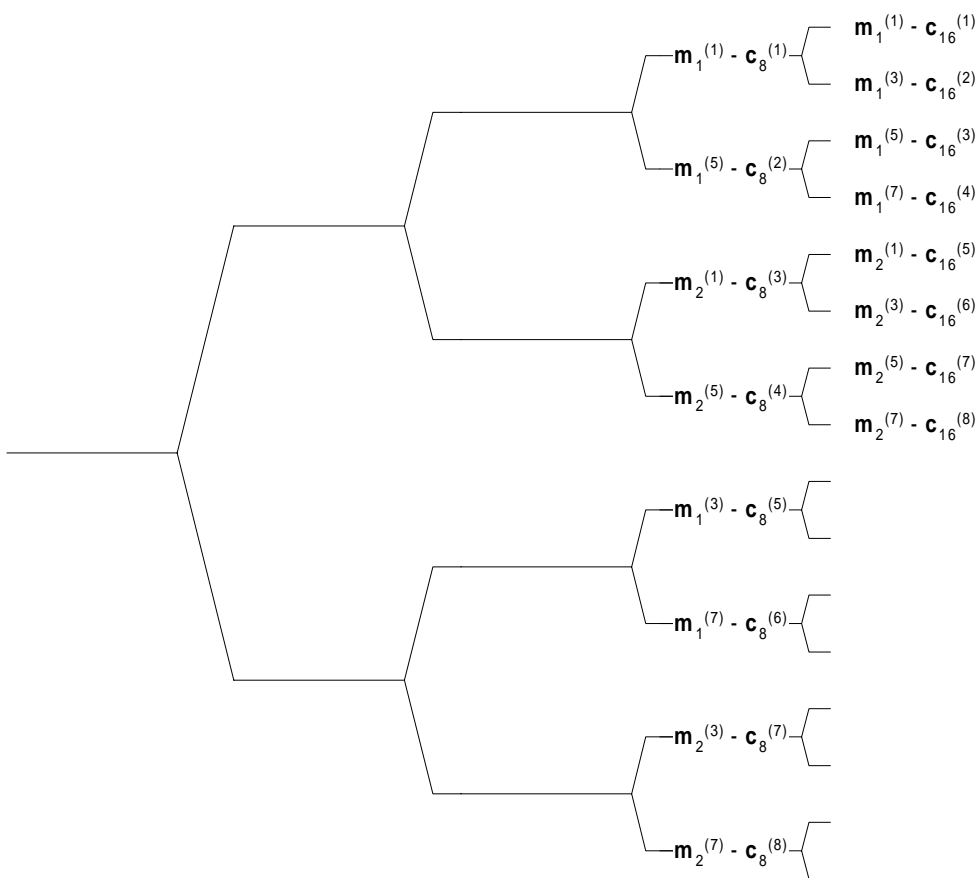 m₁⁽¹⁾ - c₁₆⁽¹⁾
m₁⁽¹⁾ - c₈⁽¹⁾
m₁⁽³⁾ - c₁₆⁽²⁾
m₁⁽⁵⁾ - c₁₆⁽³⁾
m₁⁽⁵⁾ - c₈⁽²⁾
m₁⁽⁷⁾ - c₁₆⁽⁴⁾
m₂⁽¹⁾ - c₁₆⁽⁵⁾
m₂⁽¹⁾ - c₈⁽³⁾
m₂⁽³⁾ - c₁₆⁽⁶⁾
m₂⁽⁵⁾ - c₁₆⁽⁷⁾
m₂⁽⁵⁾ - c₈⁽⁴⁾
m₂⁽⁷⁾ - c₁₆⁽⁸⁾
m₁⁽³⁾ - c₈⁽⁵⁾
m₁⁽⁷⁾ - c₈⁽⁶⁾
m₂⁽³⁾ - c₈⁽⁷⁾
m₂⁽⁷⁾ - c₈⁽⁸⁾